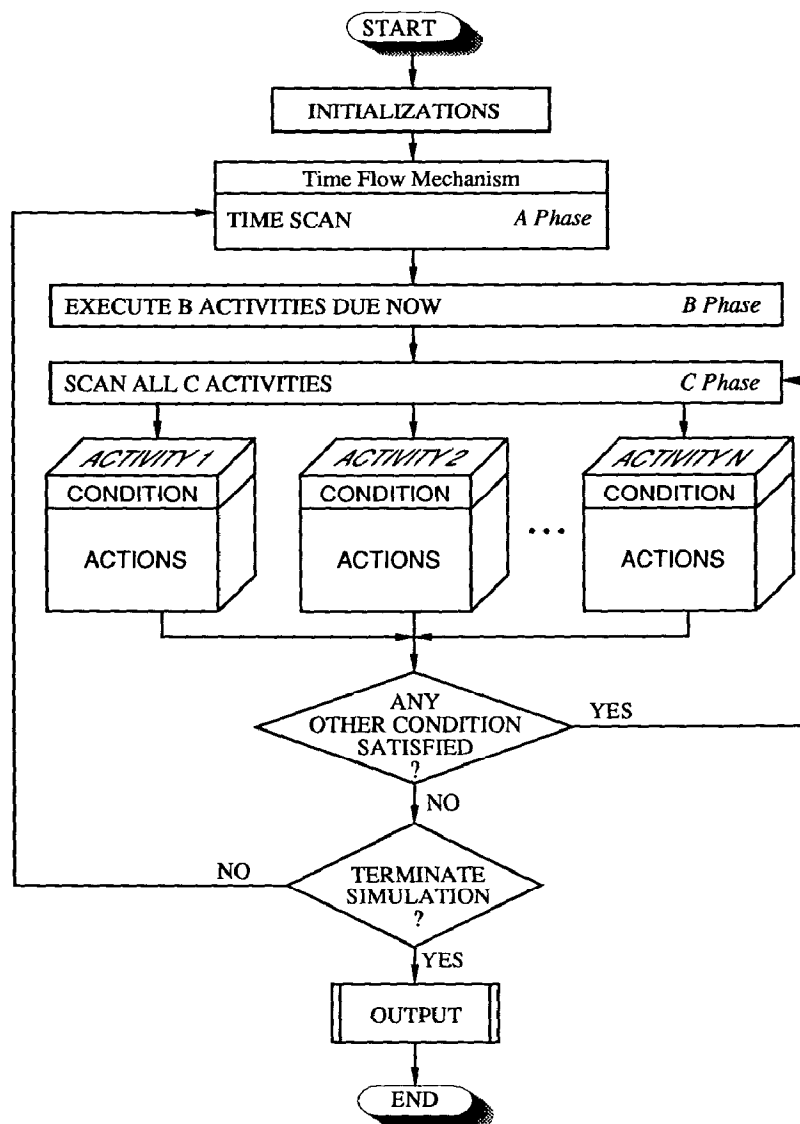 START
INITIALIZATIONS
Time Flow Mechanism
TIME SCAN A Phase
EXECUTE B ACTIVITIES DUE NOW B Phase
SCAN ALL C ACTIVITIES C Phase
ACTIVITY 1
CONDITION
ACTIONS
ACTIVITY 2
CONDITION
ACTIONS
...
ACTIVITY N
CONDITION
ACTIONS
ANY
OTHER CONDITION
SATISFIED
?
YES
NO
TERMINATE
SIMULATION
?
NO
YES
OUTPUT
END